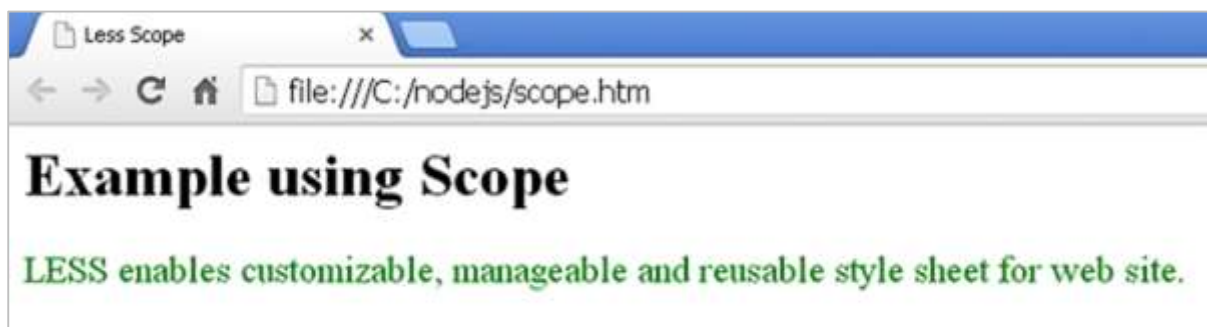 Less Scope
file:///C:/nodejs/scope.htm
Example using Scope
LESS enables customizable, manageable and reusable style sheet for web site.